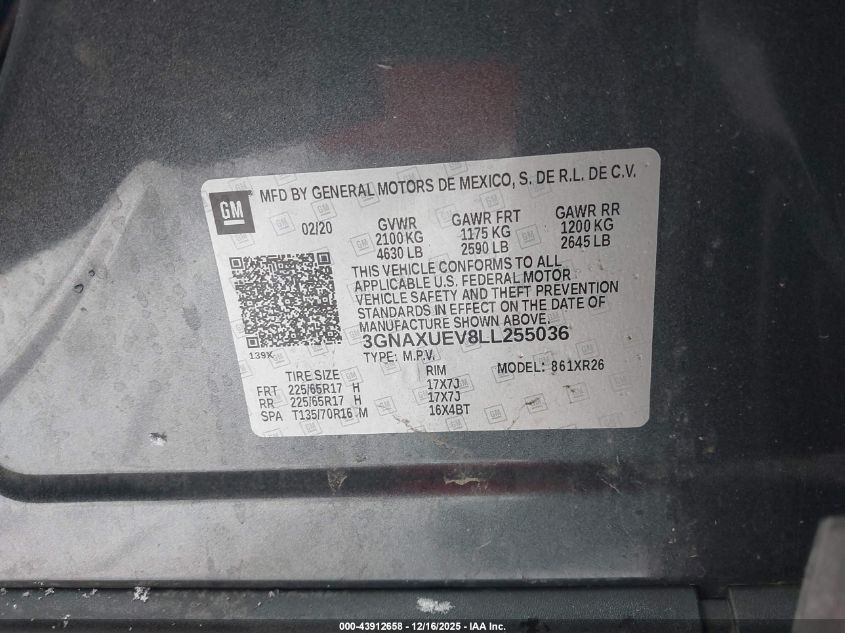 GM MFD BY GENERAL MOTORS DE MEXICO, S. DE R.L. DE C.V.
02/20 GVWR GAWR FRT GAWR RR
2100 KG 1175 KG 1200 KG
4630 LB 2590 LB 2645 LB
THIS VEHICLE CONFORMS TO ALL
APPLICABLE U.S. FEDERAL MOTOR
VEHICLE SAFETY AND THEFT PREVENTION
STANDARDS IN EFFECT ON THE DATE OF
MANUFACTURE SHOWN ABOVE.
139X 3GNAXUEV8LL255036
TYPE: M.P.V. MODEL: 861XR26
TIRE SIZE RIM
FRT 225/65R17 H 17X7J
RR 225/65R17 H 17X7J
SPA T135/70R16 M 16X4BT
000-43912658 - 12/16/2025 - IAA Inc.